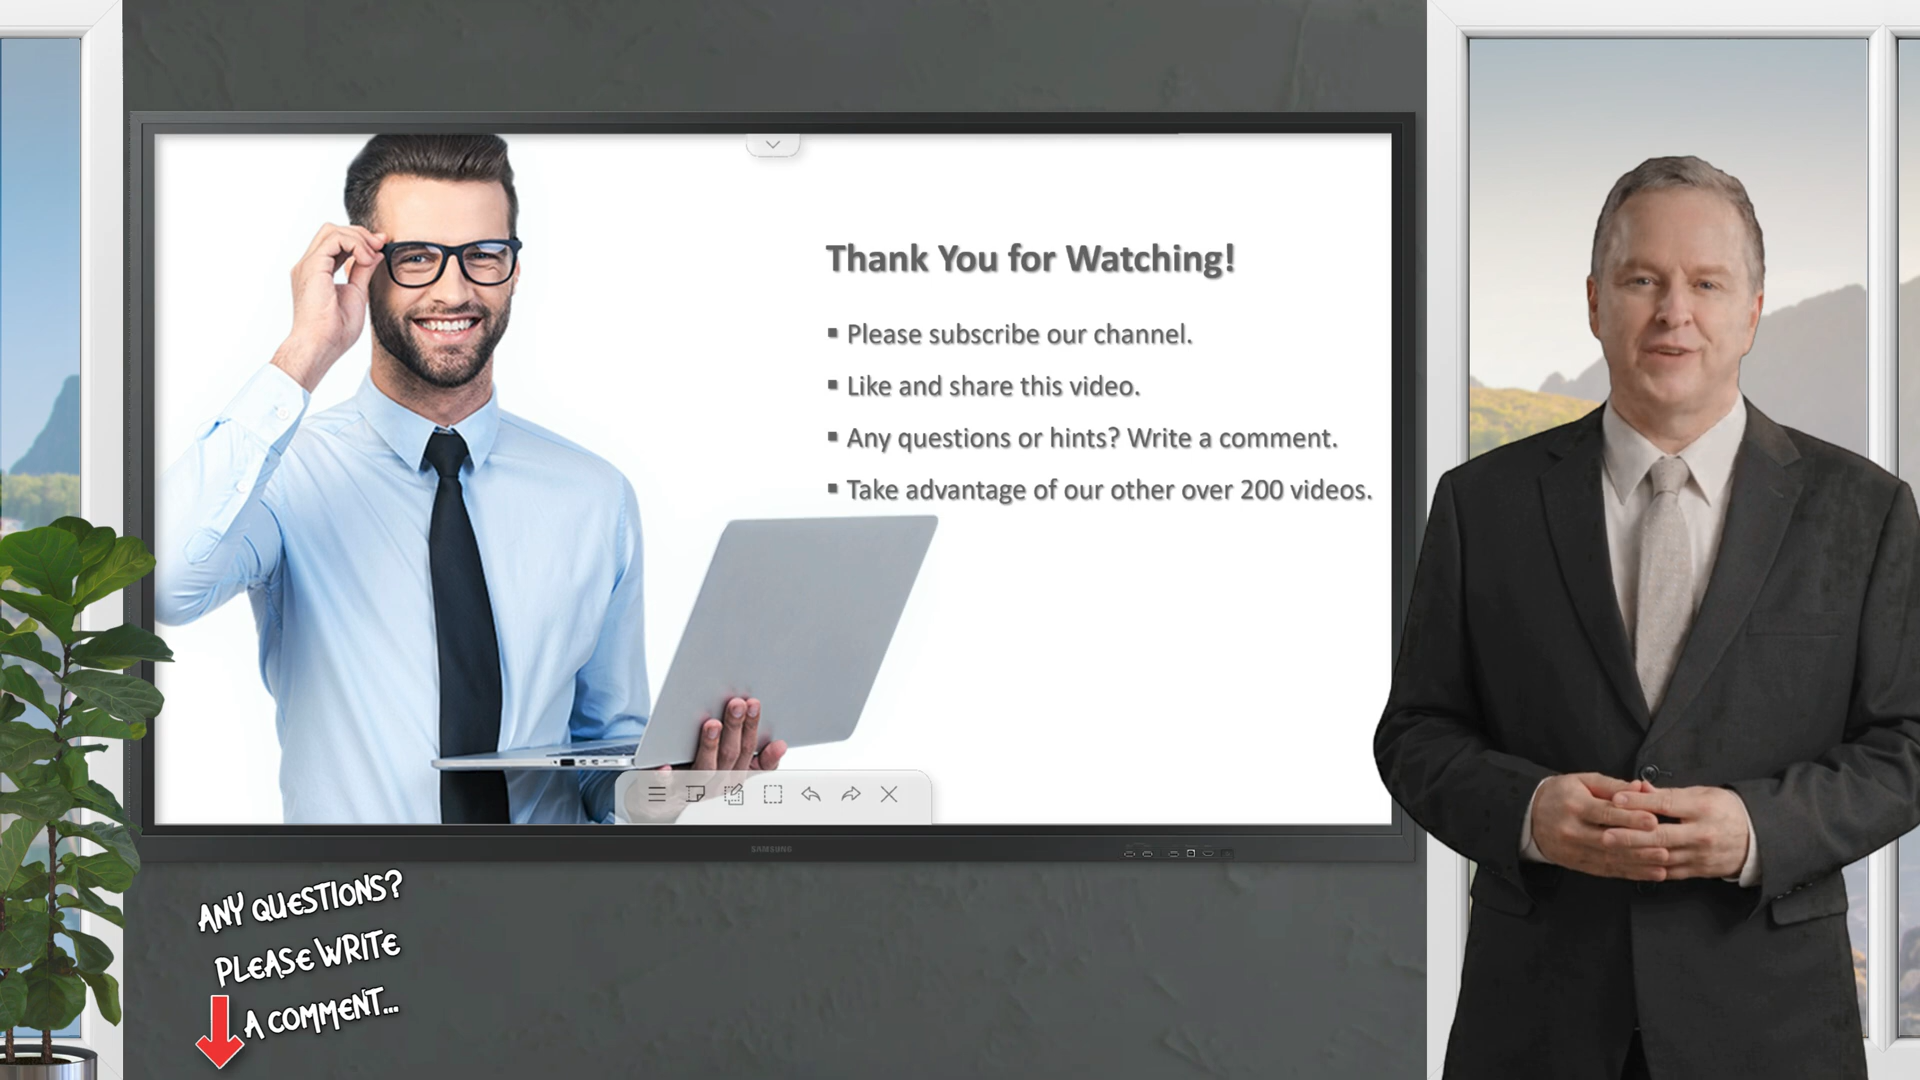 Thank You for Watching!
▪ Please subscribe our channel.
▪ Like and share this video.
▪ Any questions or hints? Write a comment.
▪ Take advantage of our other over 200 videos.
SAMSUNG
ANY QUESTIONS?
PLEASE WRITE
A COMMENT...